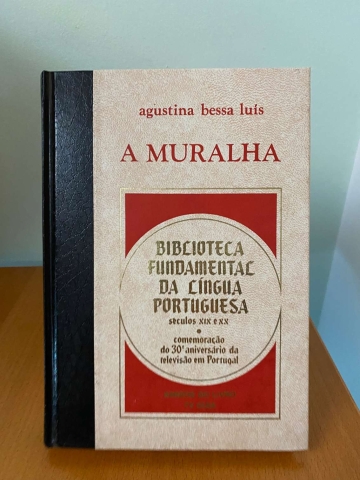 agustina bessa luís
A MURALHA
BIBLIOTECA
FUNDAMENTAL
DA LÍNGUA
PORTUGUESA
séculos XIX e XX
•
comemoração
do 30º aniversário da
televisão em Portugal